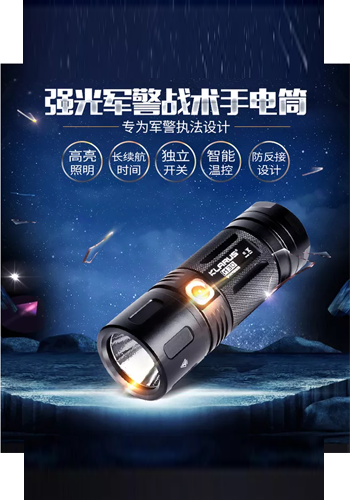 强光军警战术手电筒
专为军警执法设计
高亮 长续航 独立 智能 防反接
照明 时间 开关 温控 设计
KLARUS